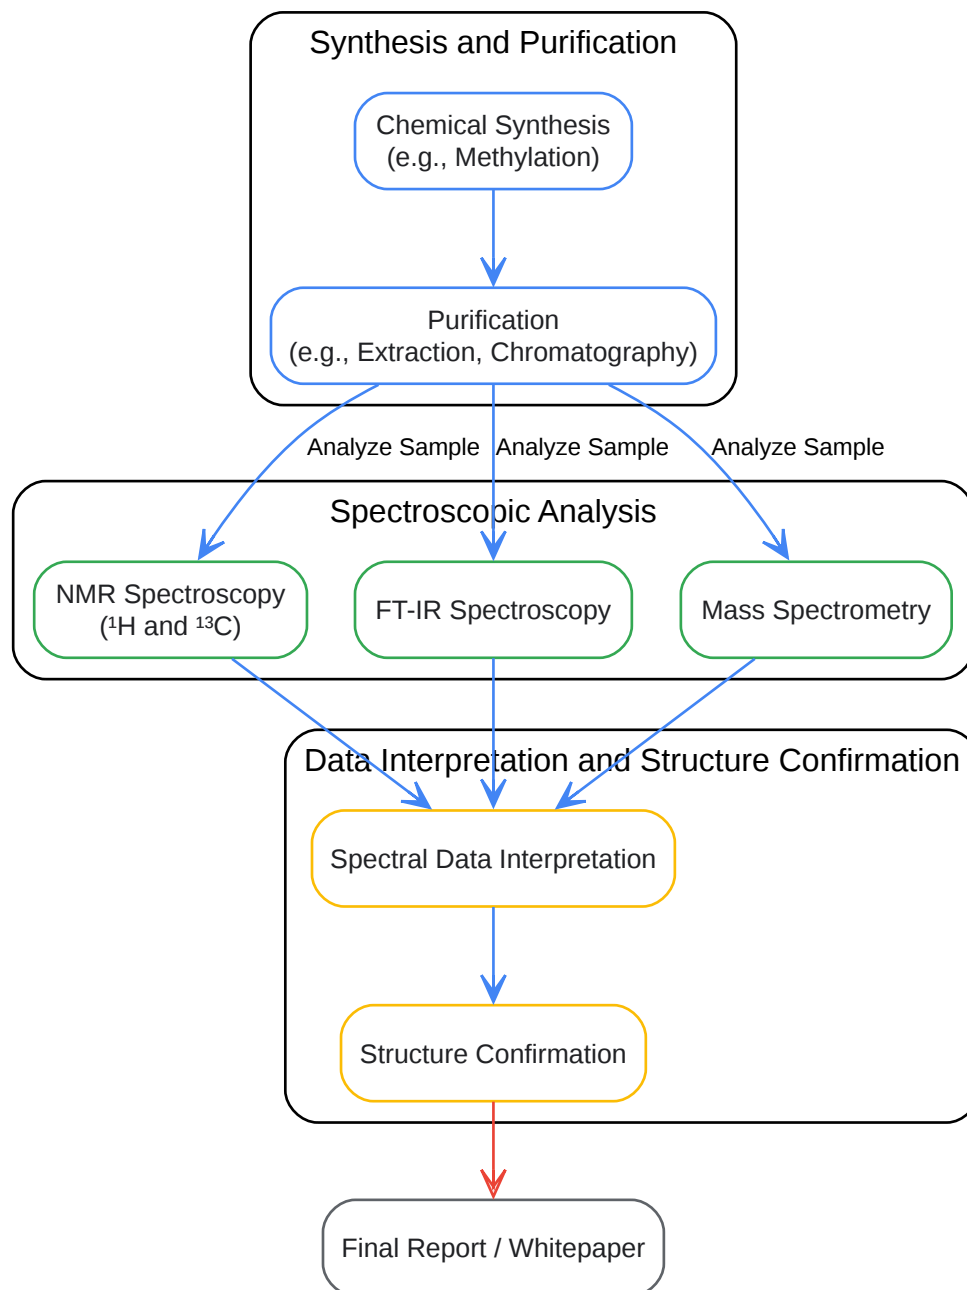 Synthesis and Purification
Chemical Synthesis
(e.g., Methylation)
Purification
(e.g., Extraction, Chromatography)
Analyze Sample
Analyze Sample
Analyze Sample
Spectroscopic Analysis
NMR Spectroscopy
(¹H and ¹³C)
FT-IR Spectroscopy
Mass Spectrometry
Data Interpretation and Structure Confirmation
Spectral Data Interpretation
Structure Confirmation
Final Report / Whitepaper